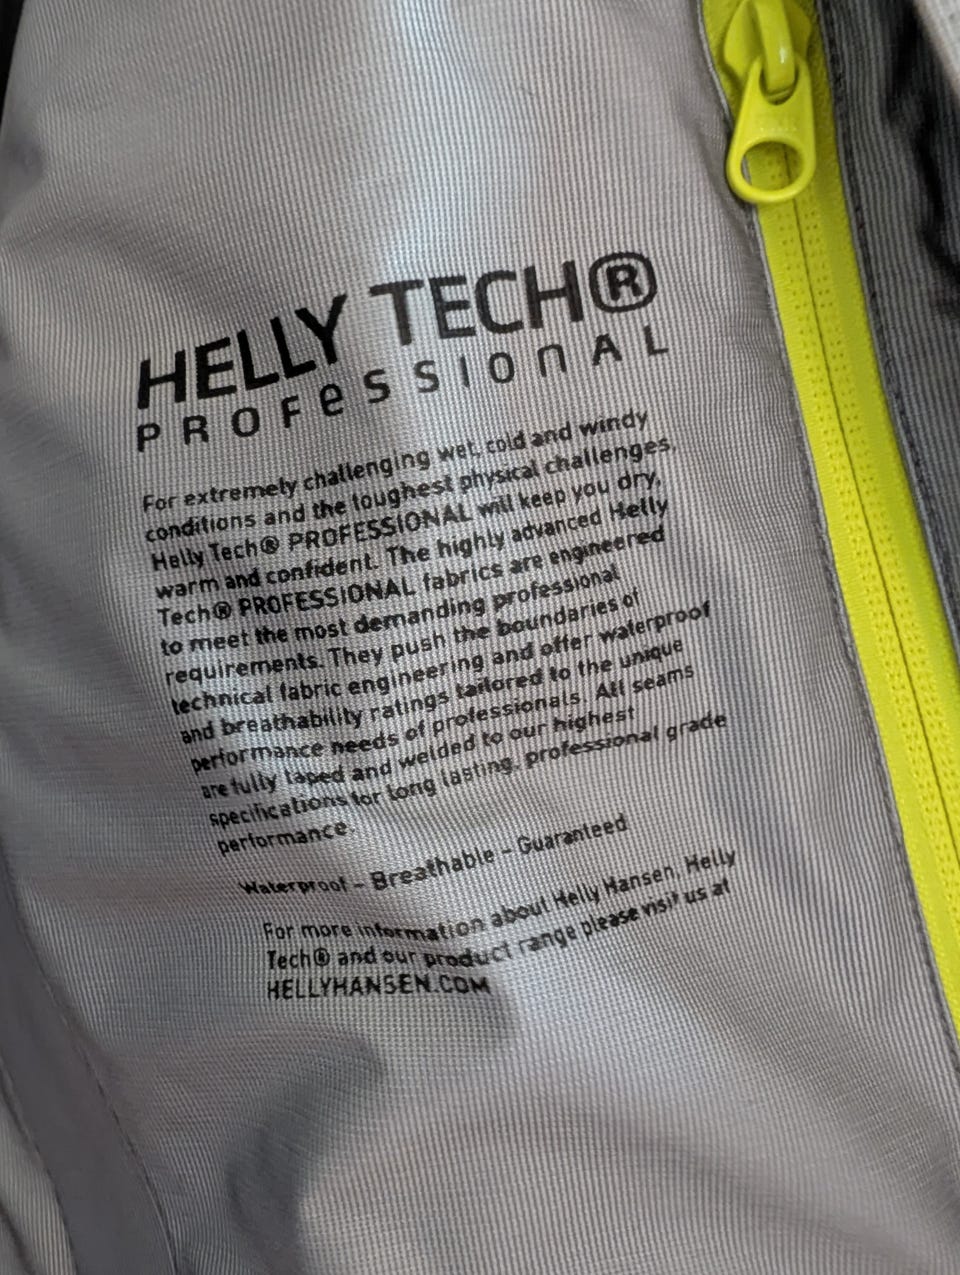 HELLY TECH®
PROFeSSIOnAL
For extremely challenging wet, cold and windy
conditions and the toughest physical challenges,
Helly Tech® PROFESSIONAL will keep you dry,
warm and confident. The highly advanced Helly
Tech® PROFESSIONAL fabrics are engineered
to meet the most demanding professional
requirements. They push the boundaries of
technical fabric engineering and offer waterproof
and breathability ratings tailored to the unique
performance needs of professionals. All seams
are fully taped and welded to our highest
specifications for long lasting, professional grade
performance.
Waterproof – Breathable – Guaranteed
For more information about Helly Hansen, Helly
Tech® and our product range please visit us at
HELLYHANSEN.COM